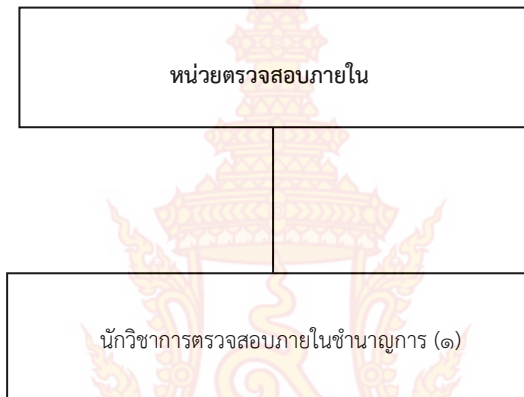 หน่วยตรวจสอบภายใน
นักวิชาการตรวจสอบภายในชำนาญการ (๑)